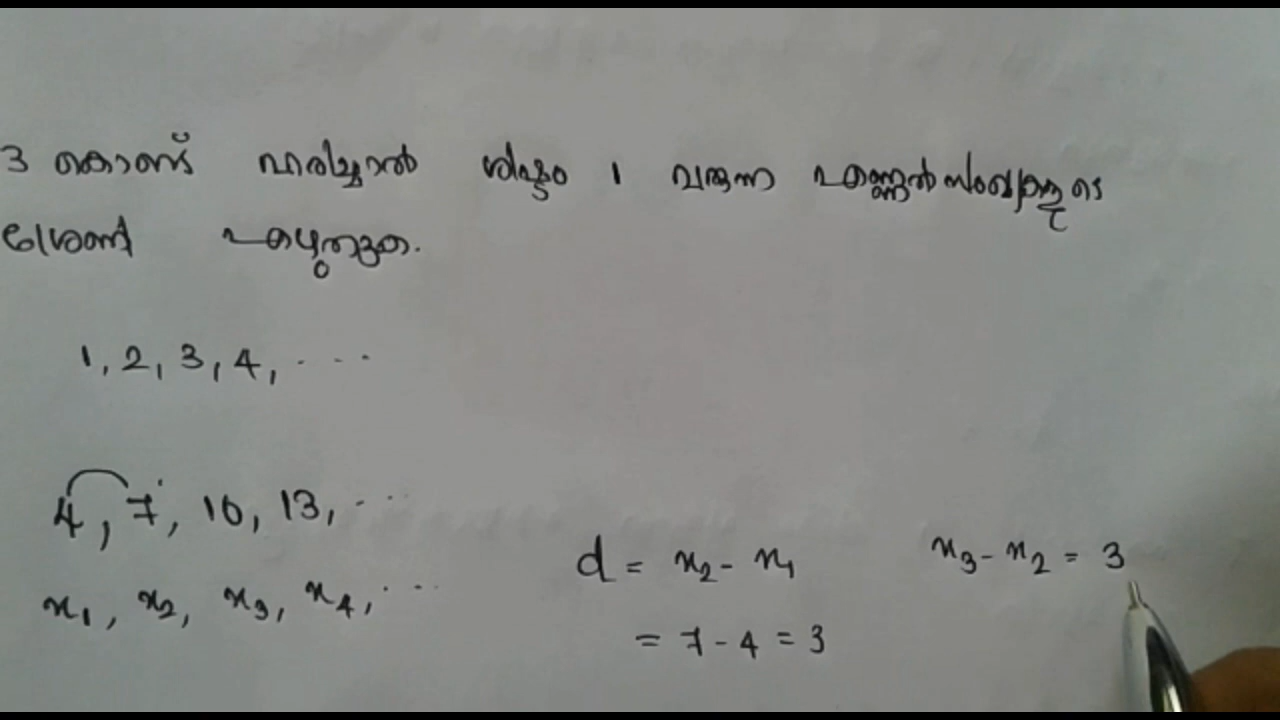 3 കൊണ്ട് ഹരിച്ചാൽ ശിഷ്ടം 1 വരുന്ന എണ്ണൽസംഖ്യകളുടെ
ശ്രേണി എഴുതുക.
1, 2, 3, 4, ....
4, 7, 10, 13, ...
x₁, x₂, x₃, x₄, ...
d = x₂ - x₁
= 7 - 4 = 3
x₃ - x₂ = 3